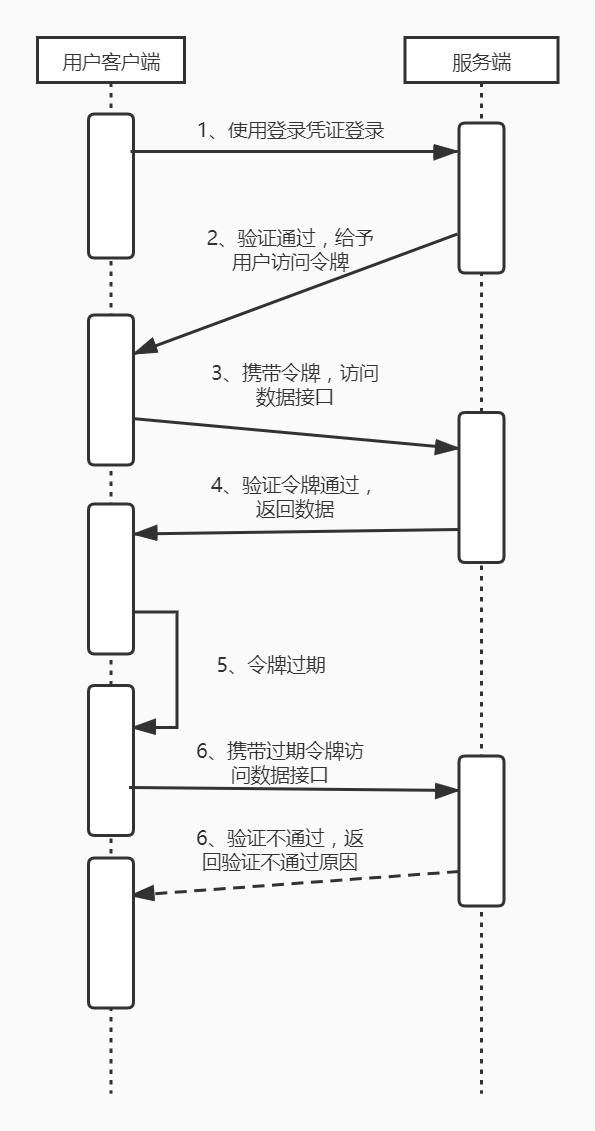 用户客户端
服务端
1、使用登录凭证登录
2、验证通过，给予
用户访问令牌
3、携带令牌，访问
数据接口
4、验证令牌通过，
返回数据
5、令牌过期
6、携带过期令牌访
问数据接口
6、验证不通过，返
回验证不通过原因